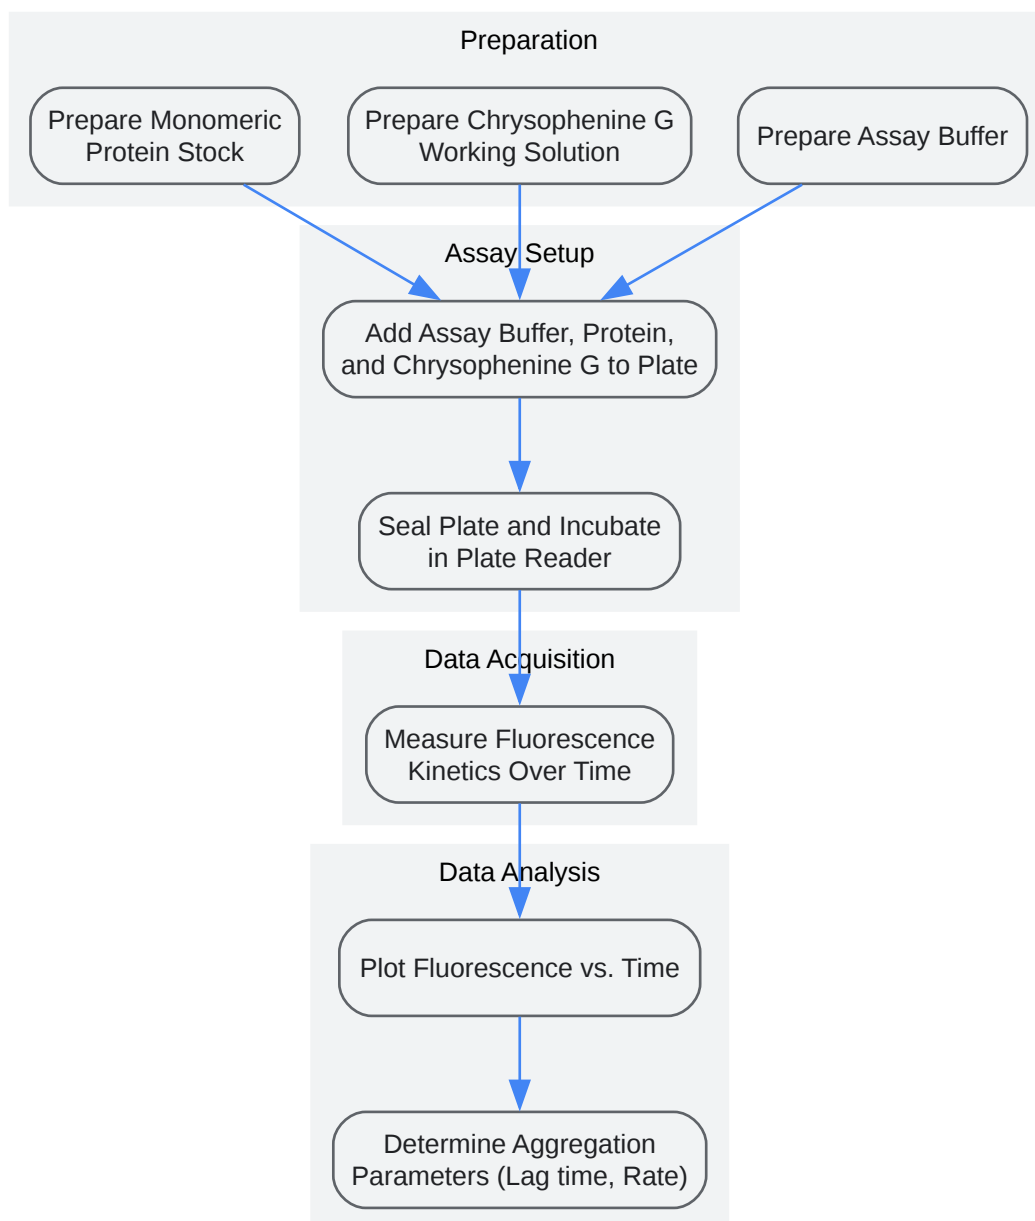 Preparation
Prepare Monomeric
Protein Stock
Prepare Chrysophenine G
Working Solution
Prepare Assay Buffer
Assay Setup
Add Assay Buffer, Protein,
and Chrysophenine G to Plate
Seal Plate and Incubate
in Plate Reader
Data Acquisition
Measure Fluorescence
Kinetics Over Time
Data Analysis
Plot Fluorescence vs. Time
Determine Aggregation
Parameters (Lag time, Rate)